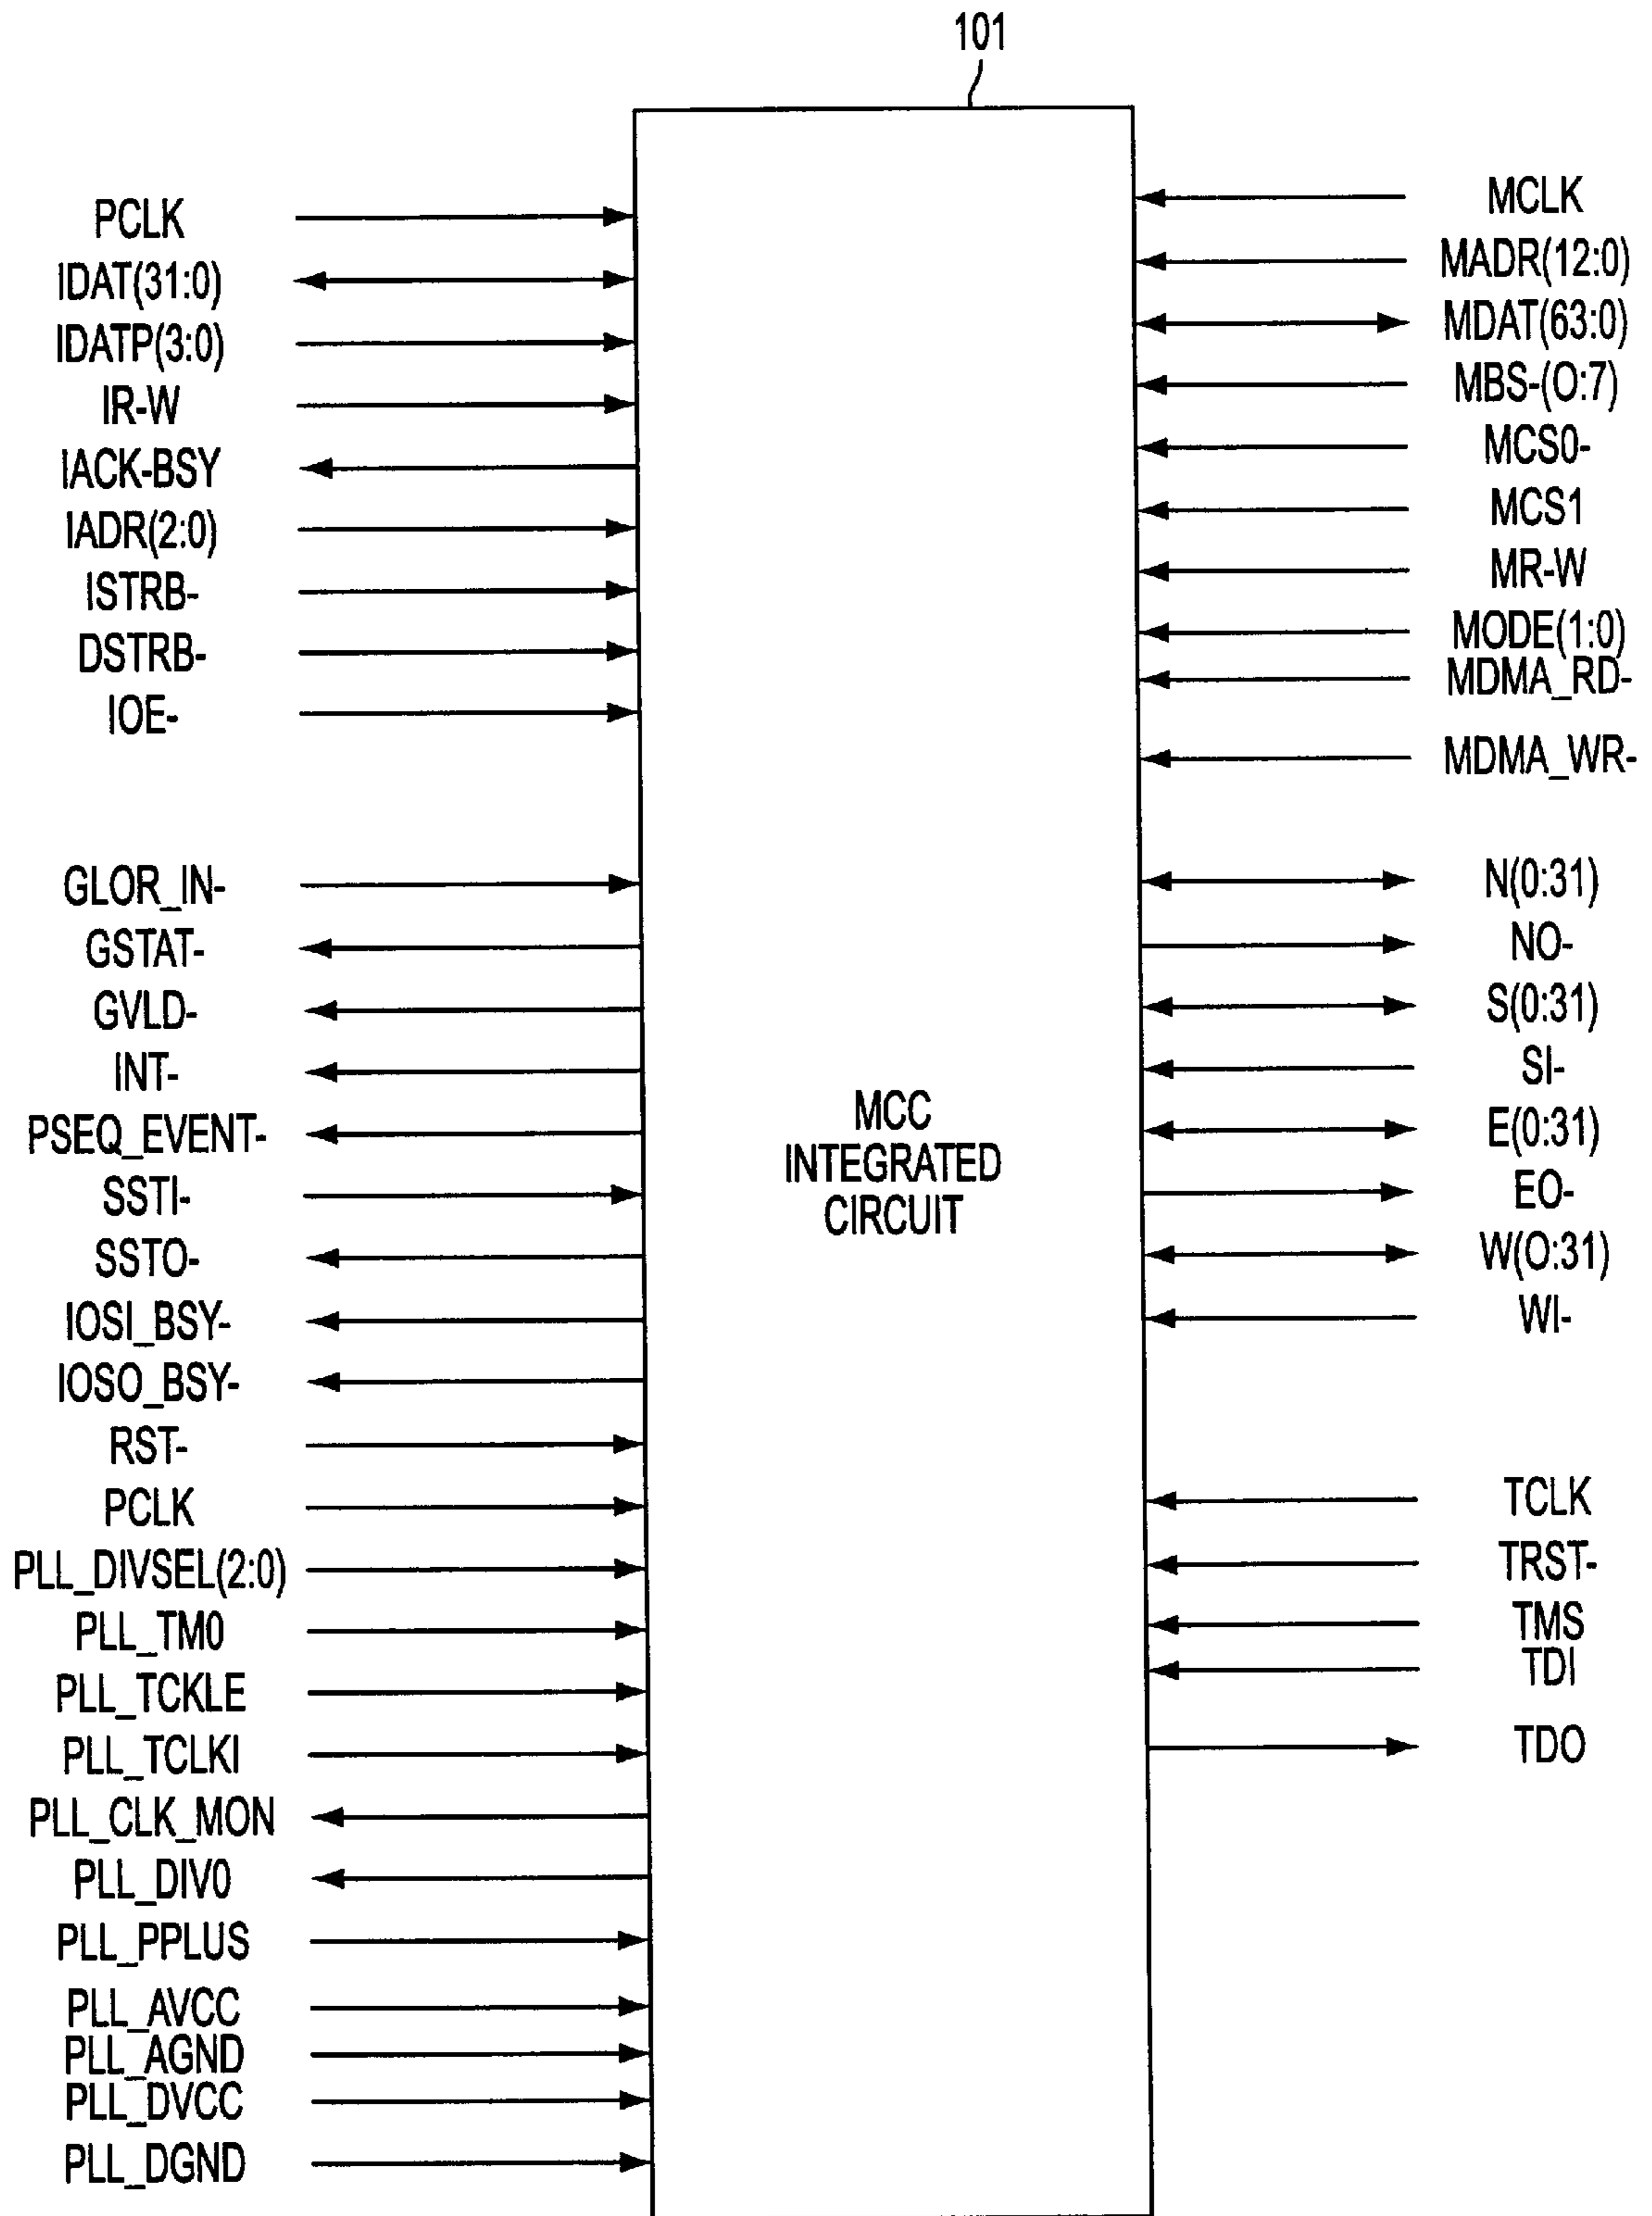 101
PCLK
IDAT(31:0)
IDATP(3:0)
IR-W
IACK-BSY
IADR(2:0)
ISTRB-
DSTRB-
IOE-
GLOR_IN-
GSTAT-
GVLD-
INT-
PSEQ_EVENT-
SSTI-
SSTO-
IOSI_BSY-
IOSO_BSY-
RST-
PCLK
PLL_DIVSEL(2:0)
PLL_TM0
PLL_TCKLE
PLL_TCLKI
PLL_CLK_MON
PLL_DIV0
PLL_PPLUS
PLL_AVCC
PLL_AGND
PLL_DVCC
PLL_DGND
MCC
INTEGRATED
CIRCUIT
MCLK
MADR(12:0)
MDAT(63:0)
MBS-(O:7)
MCS0-
MCS1
MR-W
MODE(1:0)
MDMA_RD-
MDMA_WR-
N(0:31)
NO-
S(0:31)
SI-
E(0:31)
EO-
W(O:31)
WI-
TCLK
TRST-
TMS
TDI
TDO